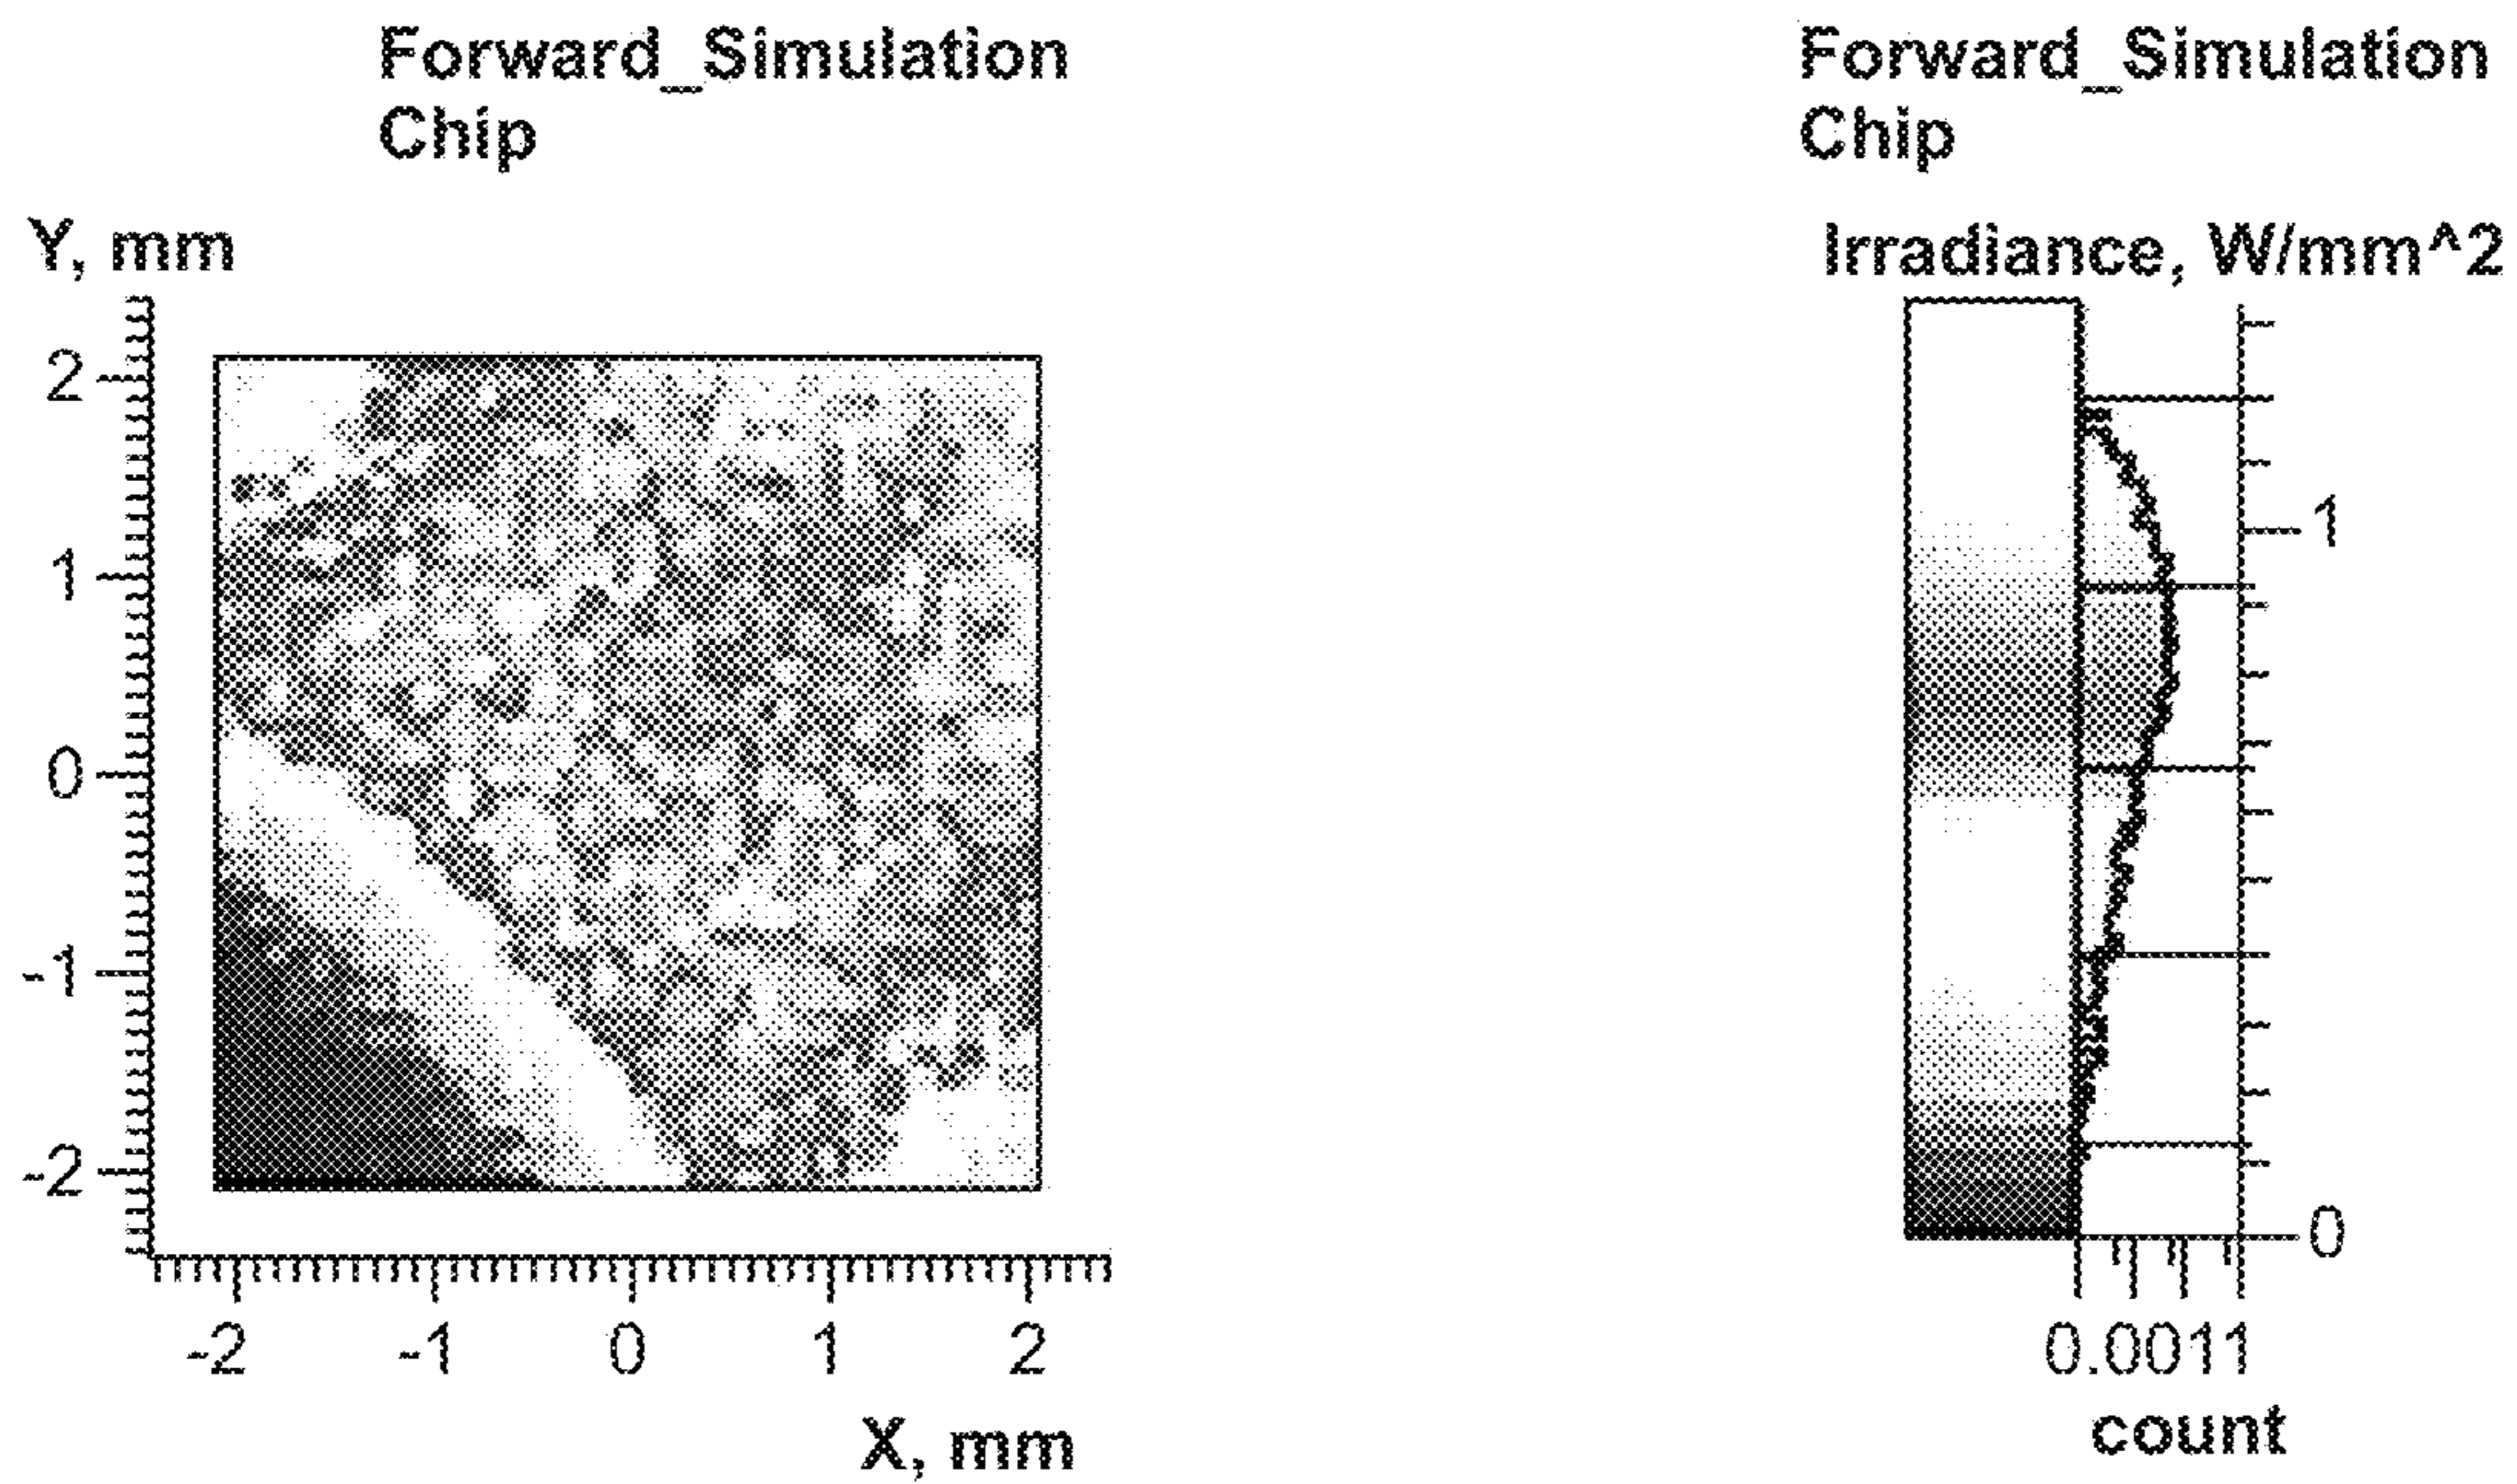 Forward_Simulation
Chip
Y, mm
2
1
0
-1
-2
-2 -1 0 1 2
X, mm
Forward_Simulation
Chip
Irradiance, W/mm^2
1
0
0.0011
count